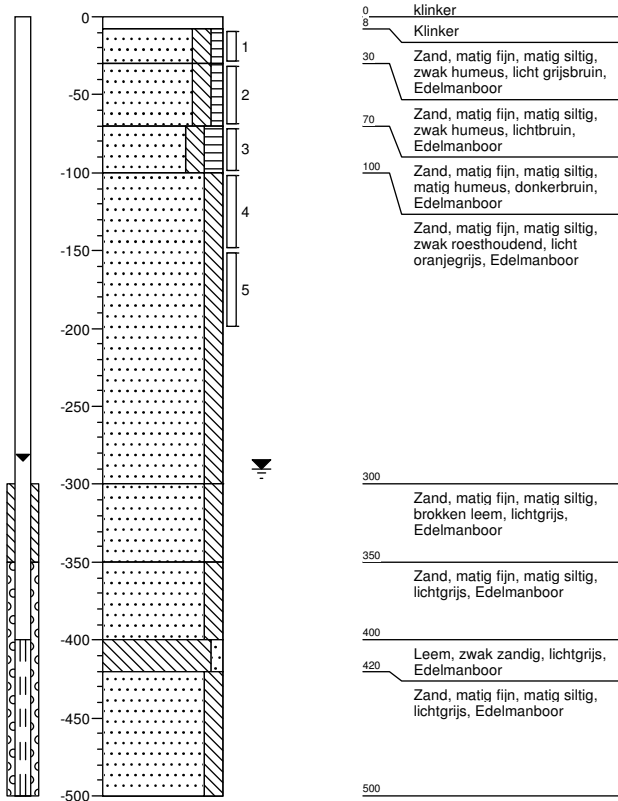 0
-50
-100
-150
-200
-250
-300
-350
-400
-450
-500
1
2
3
4
5
0
klinker
8
Klinker
30
Zand, matig fijn, matig siltig,
zwak humeus, licht grijsbruin,
Edelmanboor
70
Zand, matig fijn, matig siltig,
zwak humeus, lichtbruin,
Edelmanboor
100
Zand, matig fijn, matig siltig,
matig humeus, donkerbruin,
Edelmanboor
Zand, matig fijn, matig siltig,
zwak roesthoudend, licht
oranjegrijs, Edelmanboor
300
Zand, matig fijn, matig siltig,
brokken leem, lichtgrijs,
Edelmanboor
350
Zand, matig fijn, matig siltig,
lichtgrijs, Edelmanboor
400
Leem, zwak zandig, lichtgrijs,
Edelmanboor
420
Zand, matig fijn, matig siltig,
lichtgrijs, Edelmanboor
500